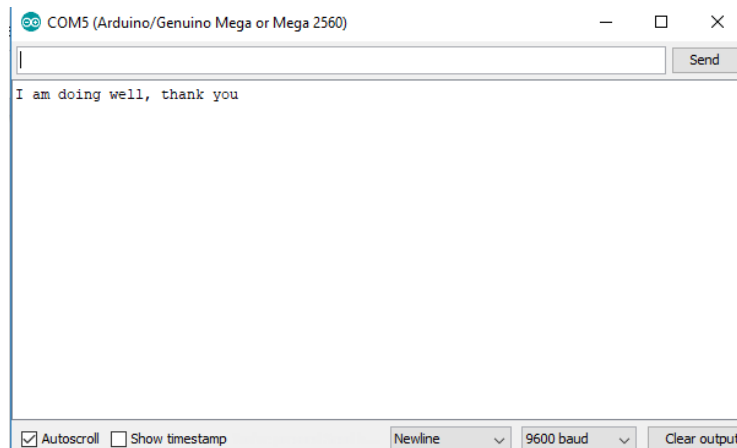 COM5 (Arduino/Genuino Mega or Mega 2560)
Send
I am doing well, thank you
Autoscroll Show timestamp Newline 9600 baud Clear output